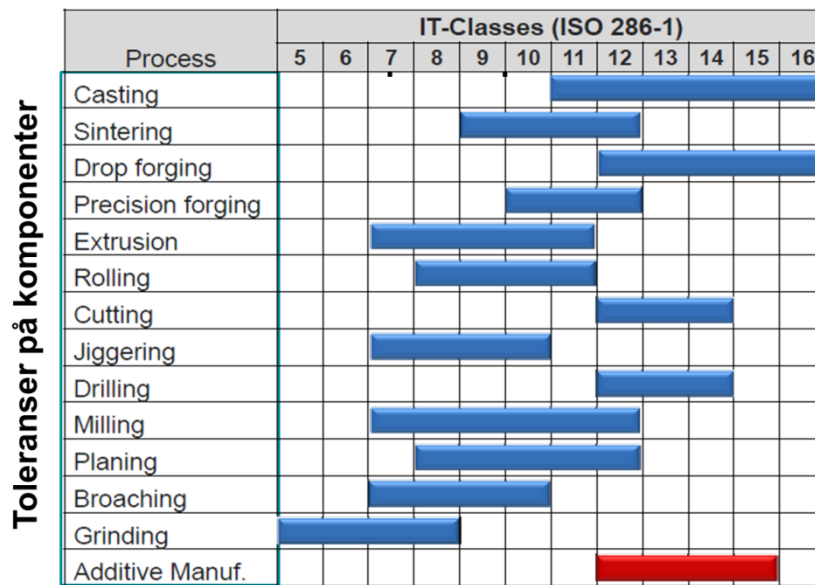 Toleranser på komponenter
IT-Classes (ISO 286-1)
Process 5 6 7 8 9 10 11 12 13 14 15 16
Casting
Sintering
Drop forging
Precision forging
Extrusion
Rolling
Cutting
Jiggering
Drilling
Milling
Planing
Broaching
Grinding
Additive Manuf.